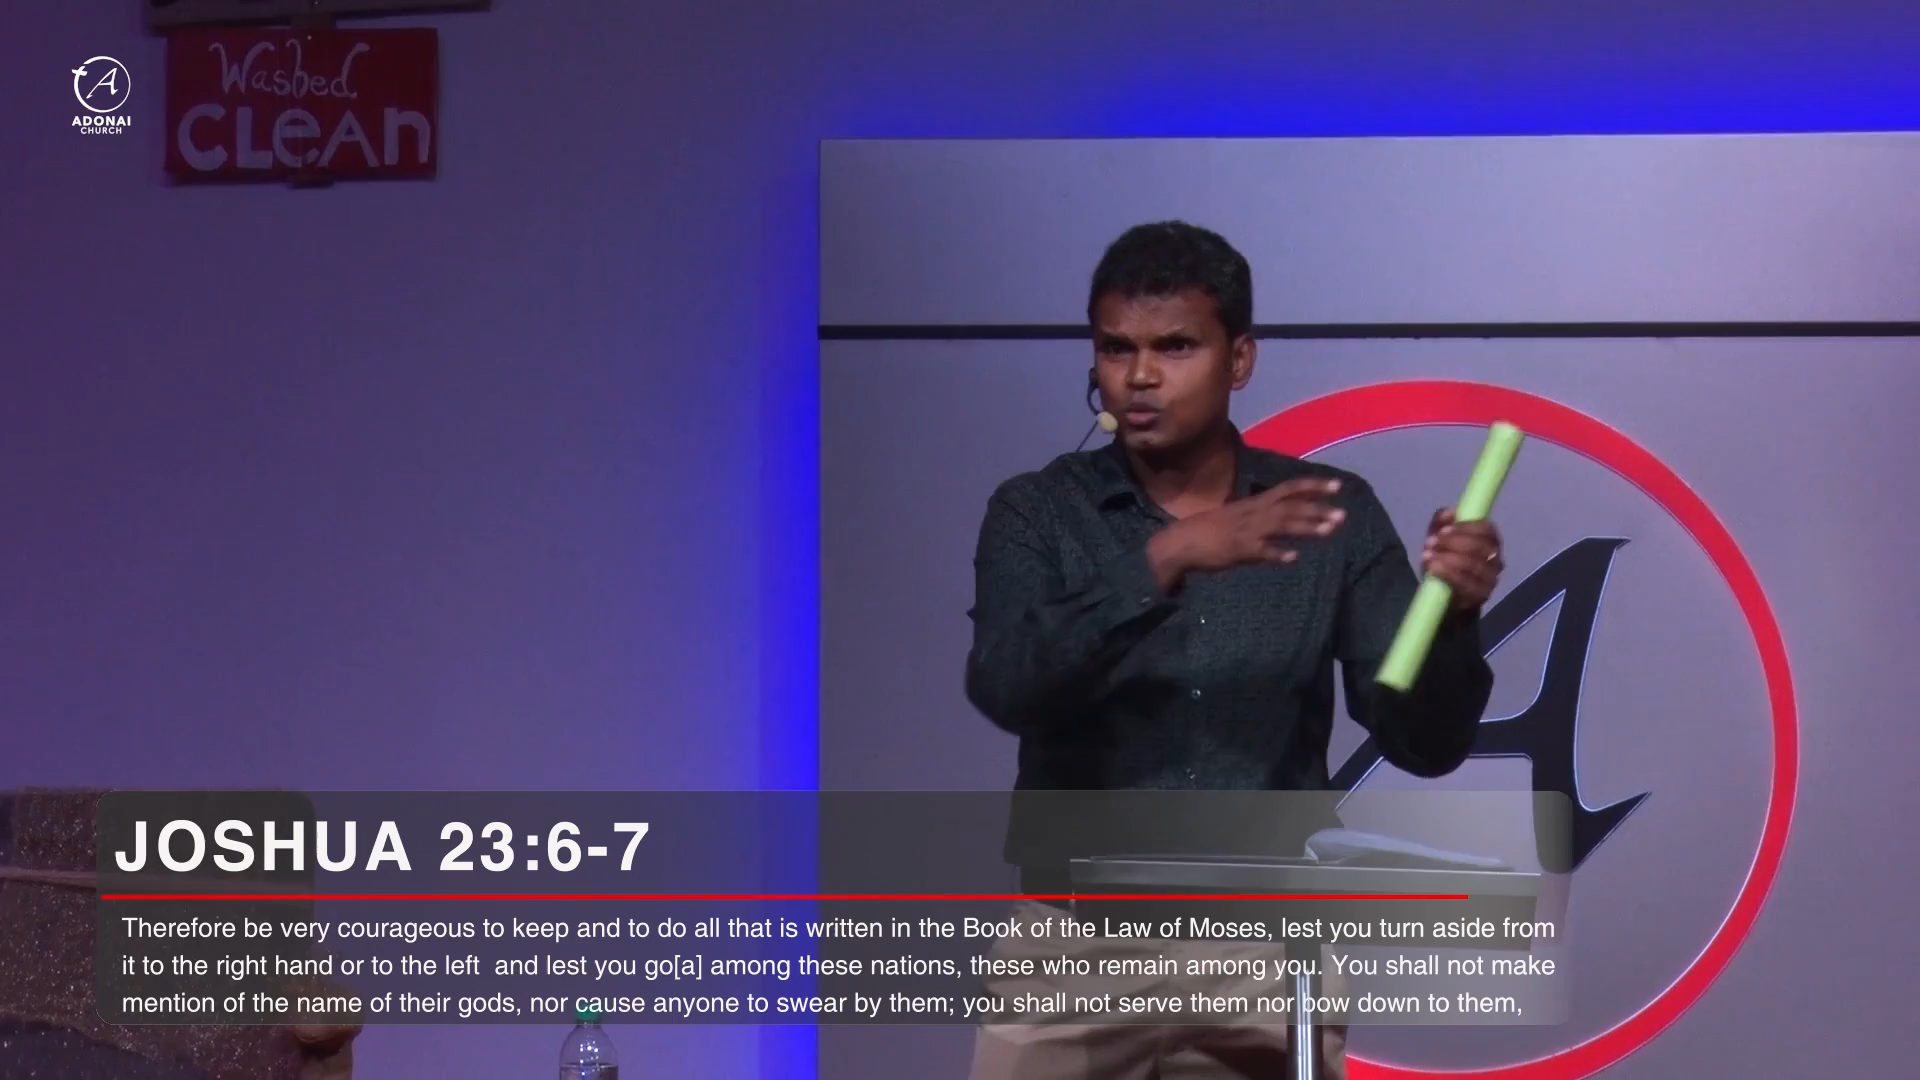 Washed
CLeAn
A
ADONAI
CHURCH
A
JOSHUA 23:6-7
Therefore be very courageous to keep and to do all that is written in the Book of the Law of Moses, lest you turn aside from
it to the right hand or to the left  and lest you go[a] among these nations, these who remain among you. You shall not make
mention of the name of their gods, nor cause anyone to swear by them; you shall not serve them nor bow down to them,